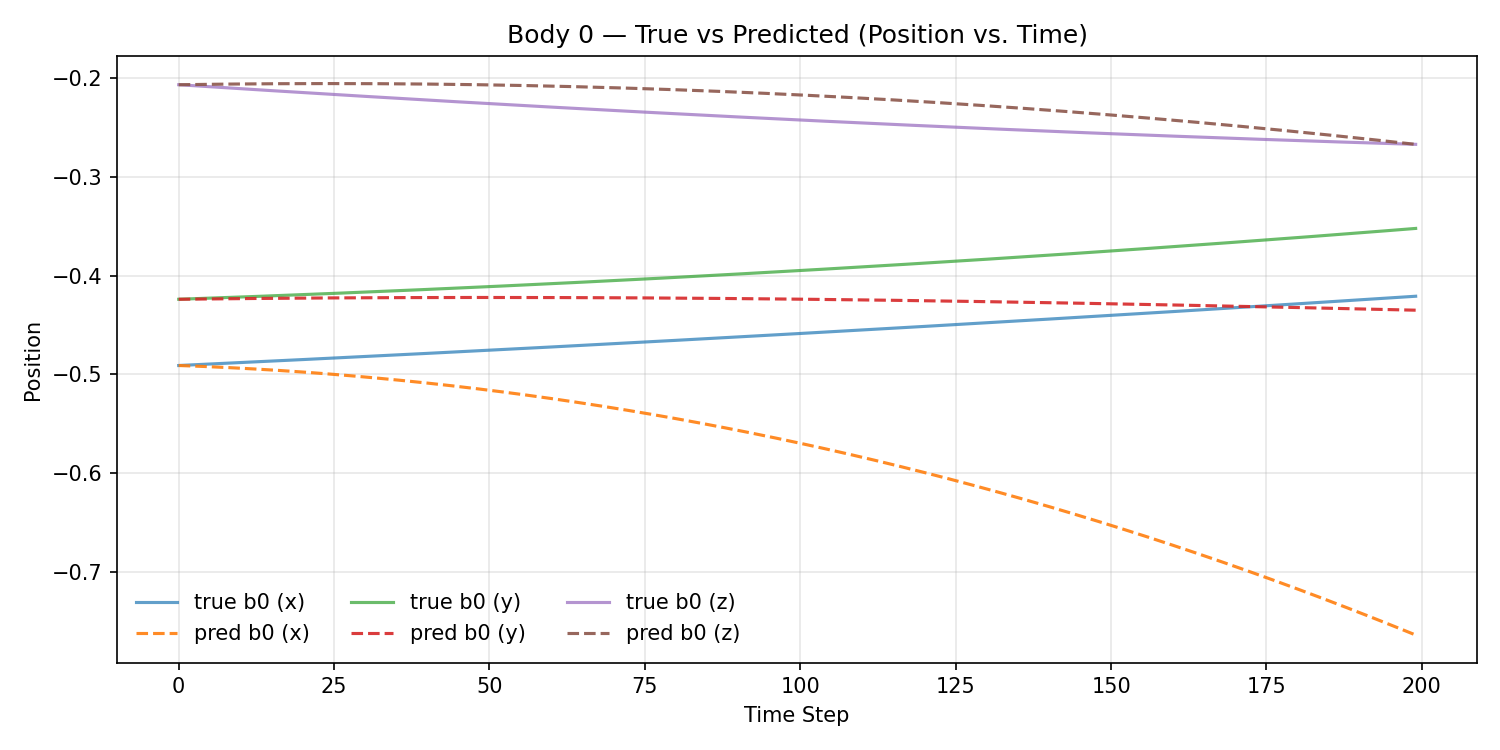 Body 0 — True vs Predicted (Position vs. Time)
Position
−0.2
−0.3
−0.4
−0.5
−0.6
−0.7
true b0 (x)
pred b0 (x)
true b0 (y)
pred b0 (y)
true b0 (z)
pred b0 (z)
0 25 50 75 100 125 150 175 200
Time Step